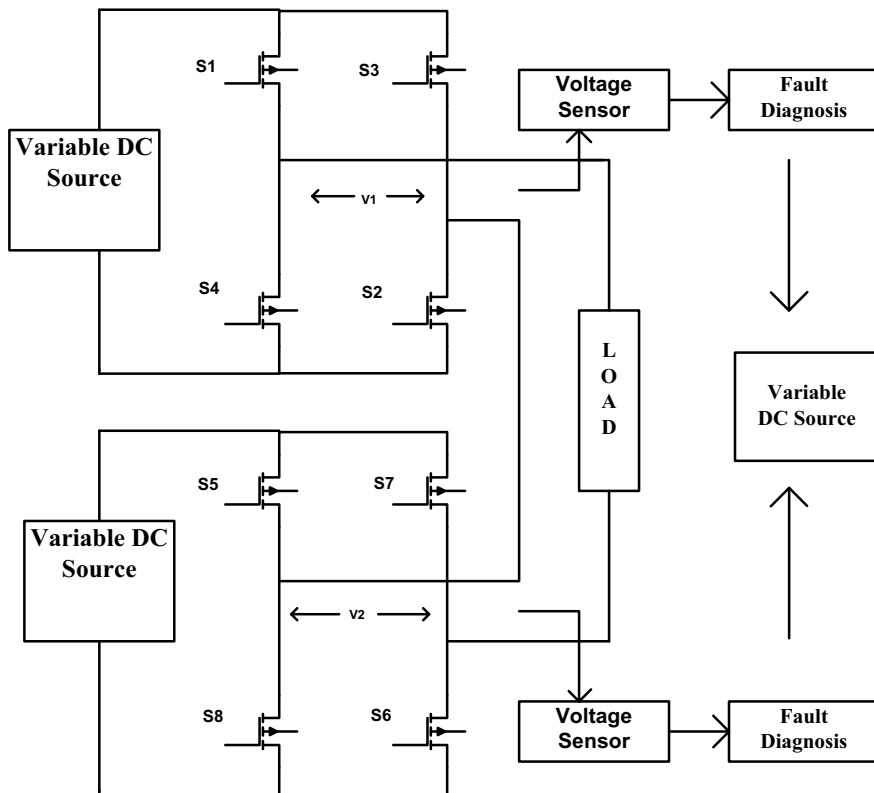 S1
S3
Voltage
Sensor
Fault
Diagnosis
Variable DC
Source
V1
S4
S2
L
O
A
D
Variable
DC Source
S5
S7
Variable DC
Source
V2
S8
S6
Voltage
Sensor
Fault
Diagnosis